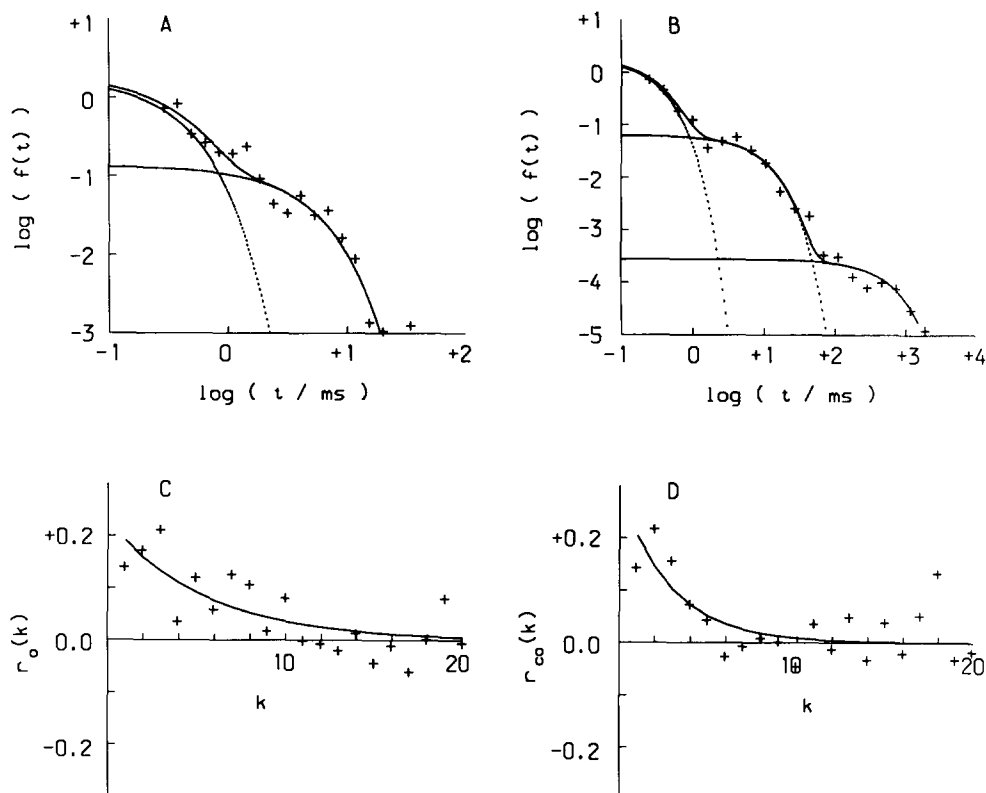 A
+1
0
-1
-2
-3
log ( f(t) )
-1 0 +1 +2
log ( t / ms )
B
+1
0
-1
-2
-3
-4
-5
log ( f(t) )
-1 0 +1 +2 +3 +4
log ( t / ms )
C
+0.2
0.0
-0.2
r_o(k)
10 20
k
D
+0.2
0.0
-0.2
r_co(k)
10 20
k